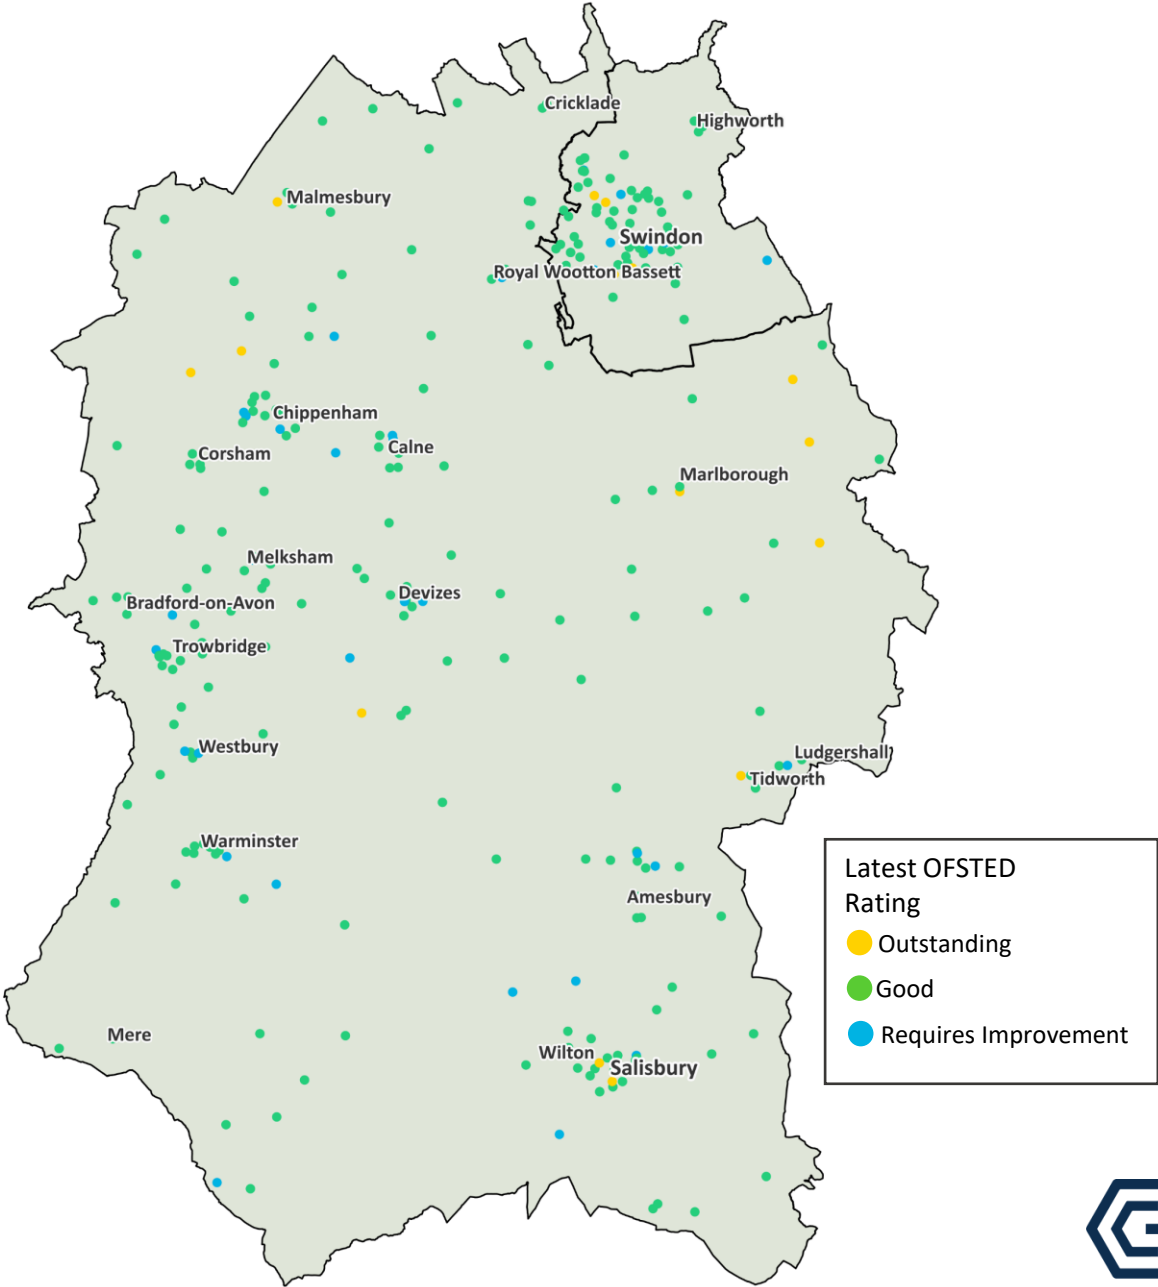 Cricklade
Highworth
Malmesbury
Swindon
Royal Wootton Bassett
Chippenham
Calne
Corsham
Marlborough
Melksham
Devizes
Bradford-on-Avon
Trowbridge
Westbury
Ludgershall
Tidworth
Warminster
Amesbury
Mere
Wilton
Salisbury
Latest OFSTED
Rating
Outstanding
Good
Requires Improvement